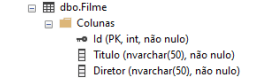 dbo.Filme
Colunas
Id (PK, int, não nulo)
Titulo (nvarchar(50), não nulo)
Diretor (nvarchar(50), não nulo)